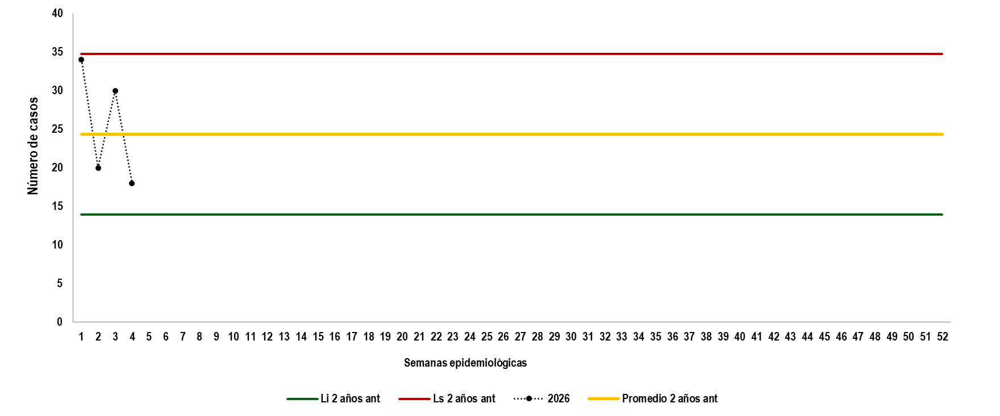 40
35
30
25
20
15
10
5
0
Número de casos
1 2 3 4 5 6 7 8 9 10 11 12 13 14 15 16 17 18 19 20 21 22 23 24 25 26 27 28 29 30 31 32 33 34 35 36 37 38 39 40 41 42 43 44 45 46 47 48 49 50 51 52
Semanas epidemiológicas
Li 2 años ant Ls 2 años ant 2026 Promedio 2 años ant